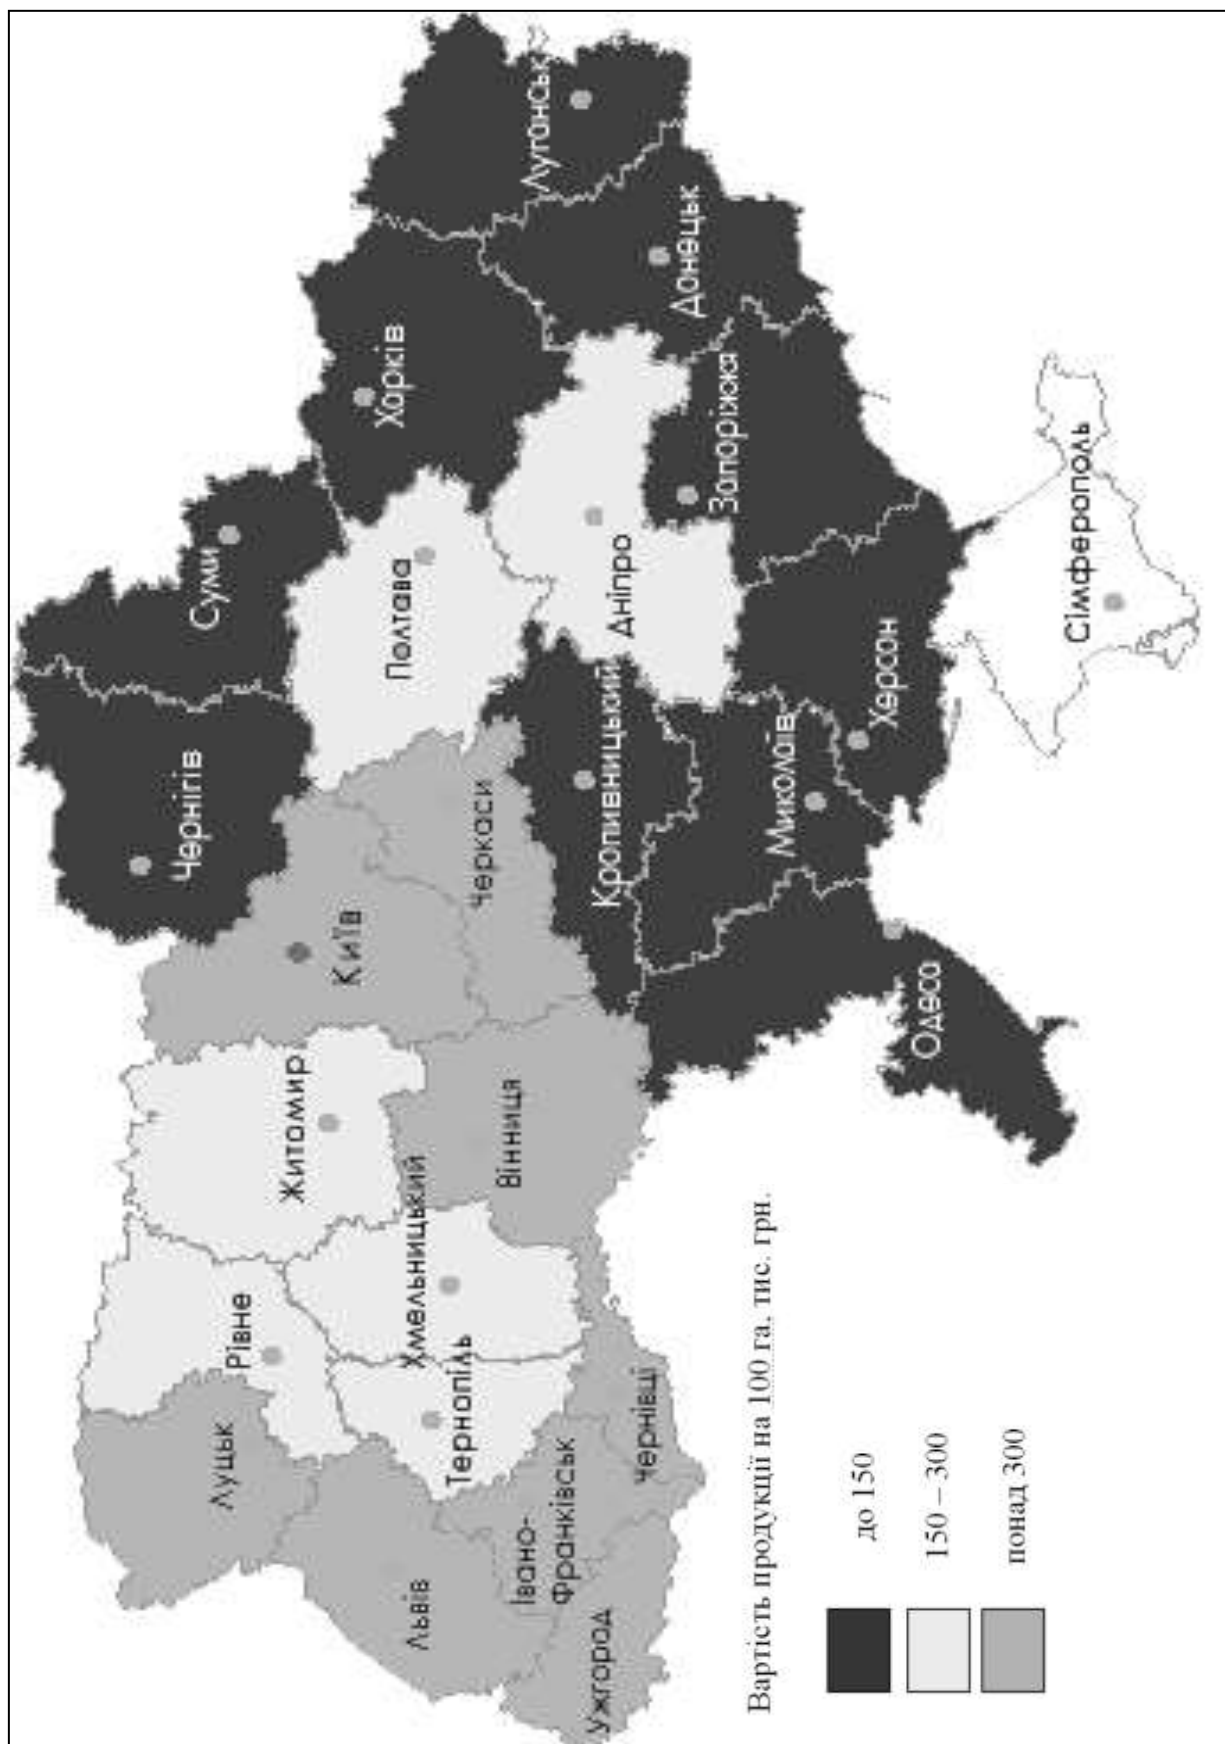 Луцьк
Рівне
Житомир
Київ
Чернігів
Суми
Львів
Тернопіль
Хмельницький
Вінниця
Черкаси
Полтава
Харків
Луганськ
Ужгород
Івано-
Франківськ
Чернівці
Кропивницький
Дніпро
Донецьк
Запоріжжя
Миколаїв
Херсон
Одеса
Сімферополь
Вартість продукції на 100 га. тис. грн.
до 150
150 – 300
понад 300